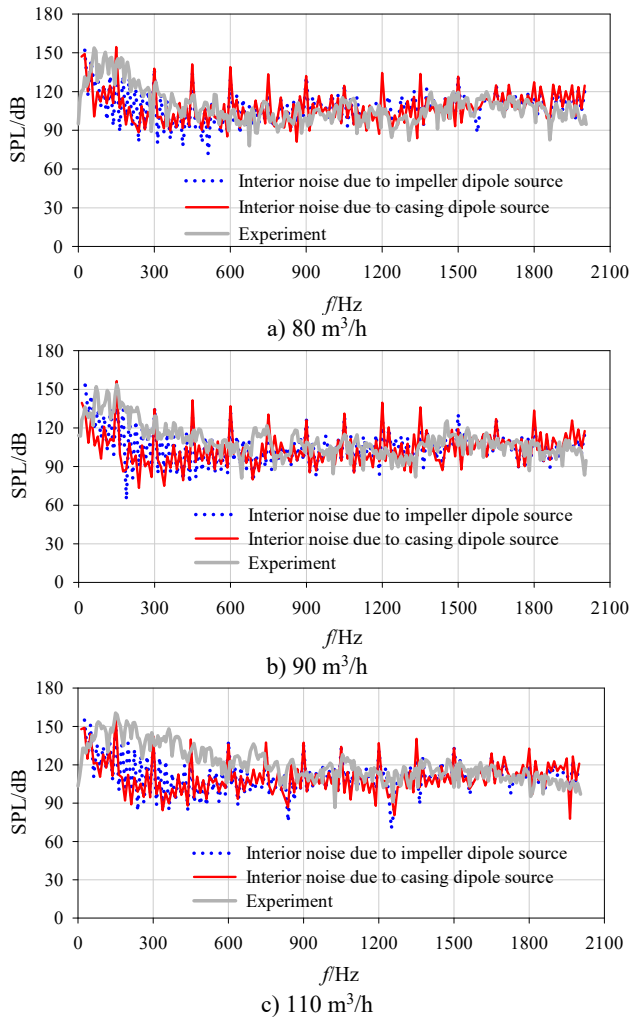 180
150
120
90
60
30
0
SPL/dB
Interior noise due to impeller dipole source
Interior noise due to casing dipole source
Experiment
0 300 600 900 1200 1500 1800 2100
f/Hz
a) 80 m³/h
180
150
120
90
60
30
0
SPL/dB
Interior noise due to impeller dipole source
Interior noise due to casing dipole source
Experiment
0 300 600 900 1200 1500 1800 2100
f/Hz
b) 90 m³/h
180
150
120
90
60
30
0
SPL/dB
Interior noise due to impeller dipole source
Interior noise due to casing dipole source
Experiment
0 300 600 900 1200 1500 1800 2100
f/Hz
c) 110 m³/h